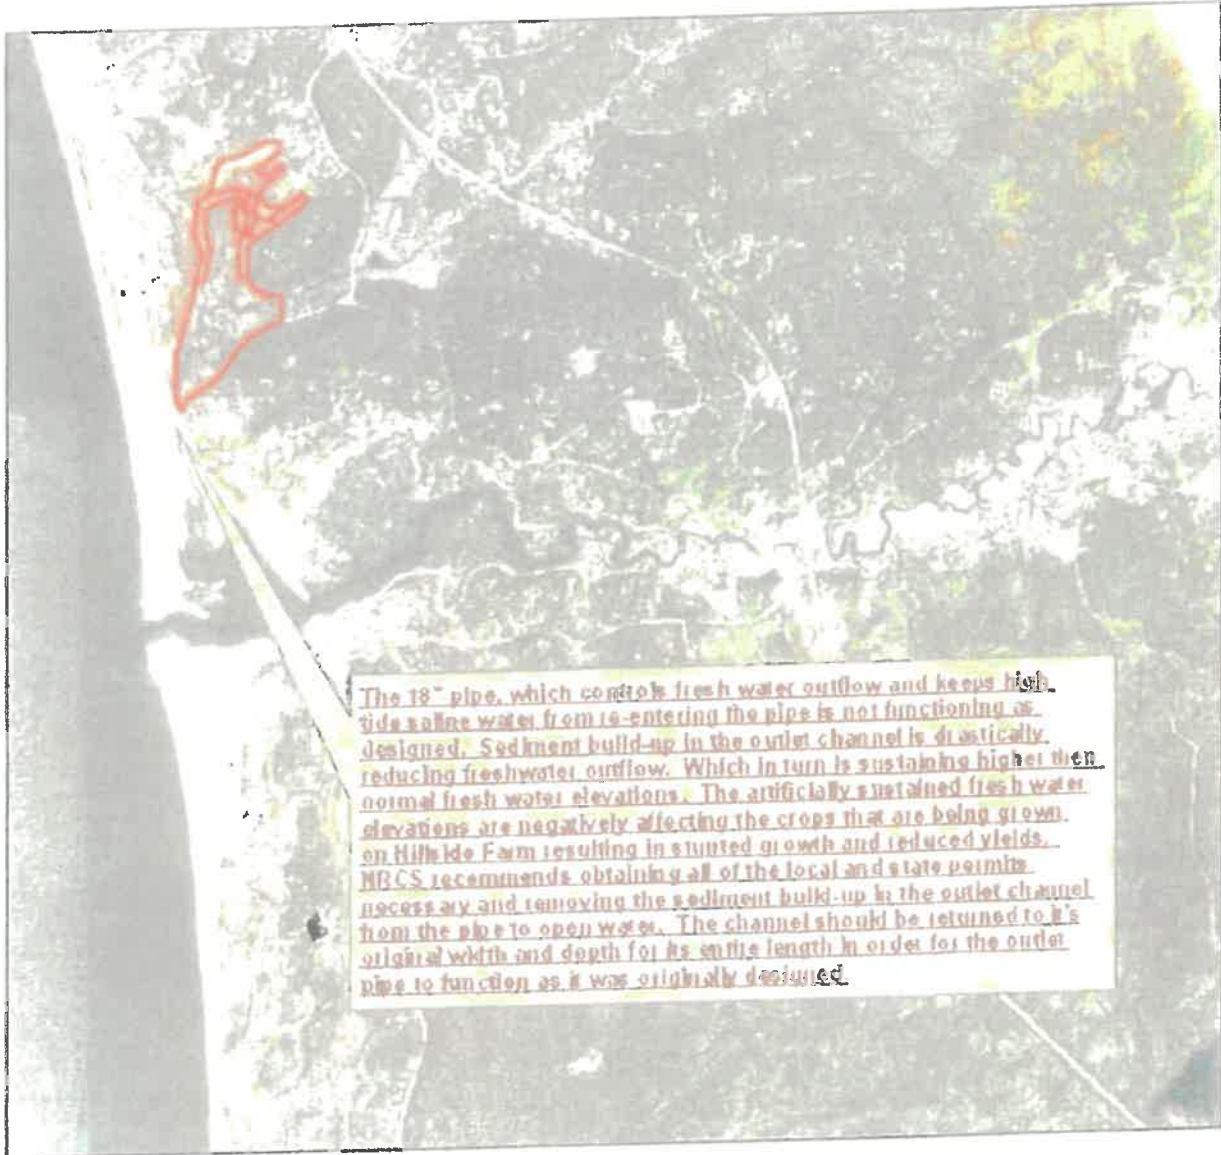 The 18" pipe, which controls fresh water outflow and keeps high
tide saline water from re-entering the pipe is not functioning as
designed. Sediment build-up in the outlet channel is drastically
reducing freshwater outflow. Which in turn is sustaining higher then
normal fresh water elevations. The artificially sustained fresh water
elevations are negatively affecting the crops that are being grown
on Hillside Farm resulting in stunted growth and reduced yields.
NRCS recommends obtaining all of the local and state permits
necessary and removing the sediment build-up in the outlet channel
from the pipe to open water. The channel should be returned to it's
original width and depth for its entire length in order for the outlet
pipe to function as it was originally designed